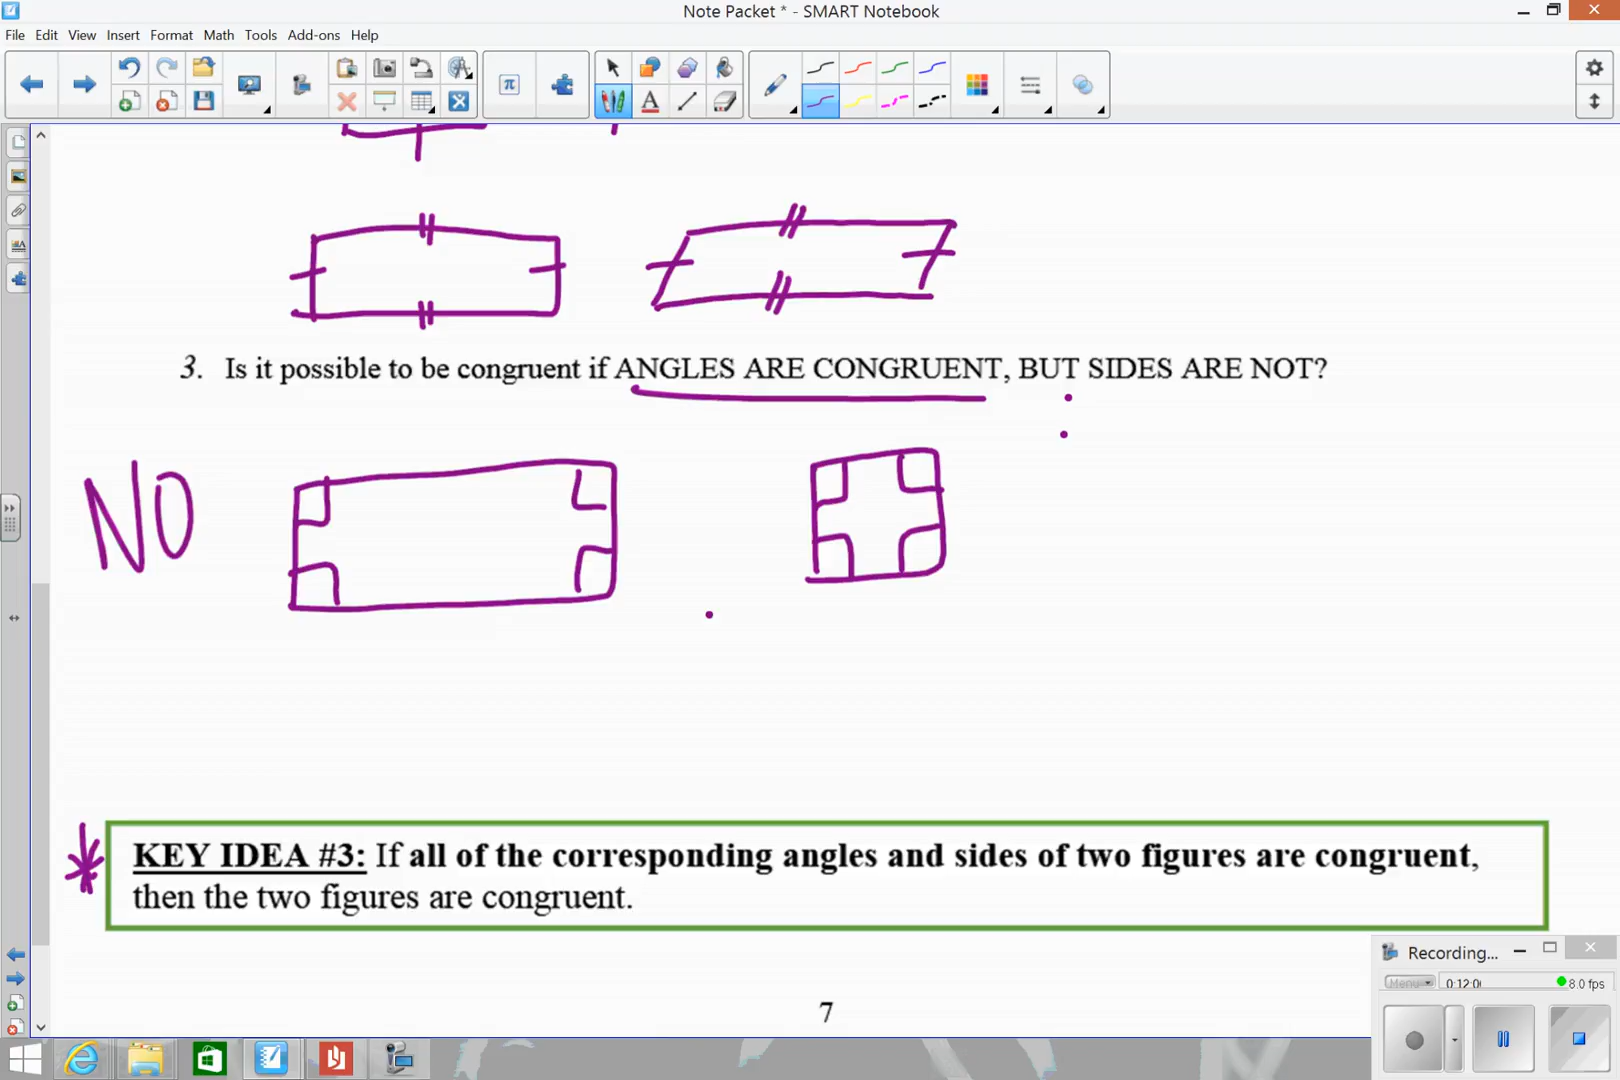 Note Packet * - SMART Notebook
File Edit View Insert Format Math Tools Add-ons Help
3. Is it possible to be congruent if ANGLES ARE CONGRUENT, BUT SIDES ARE NOT?
NO
KEY IDEA #3: If all of the corresponding angles and sides of two figures are congruent,
then the two figures are congruent.
7
Recording...
Menu
0:12:0
8.0 fps